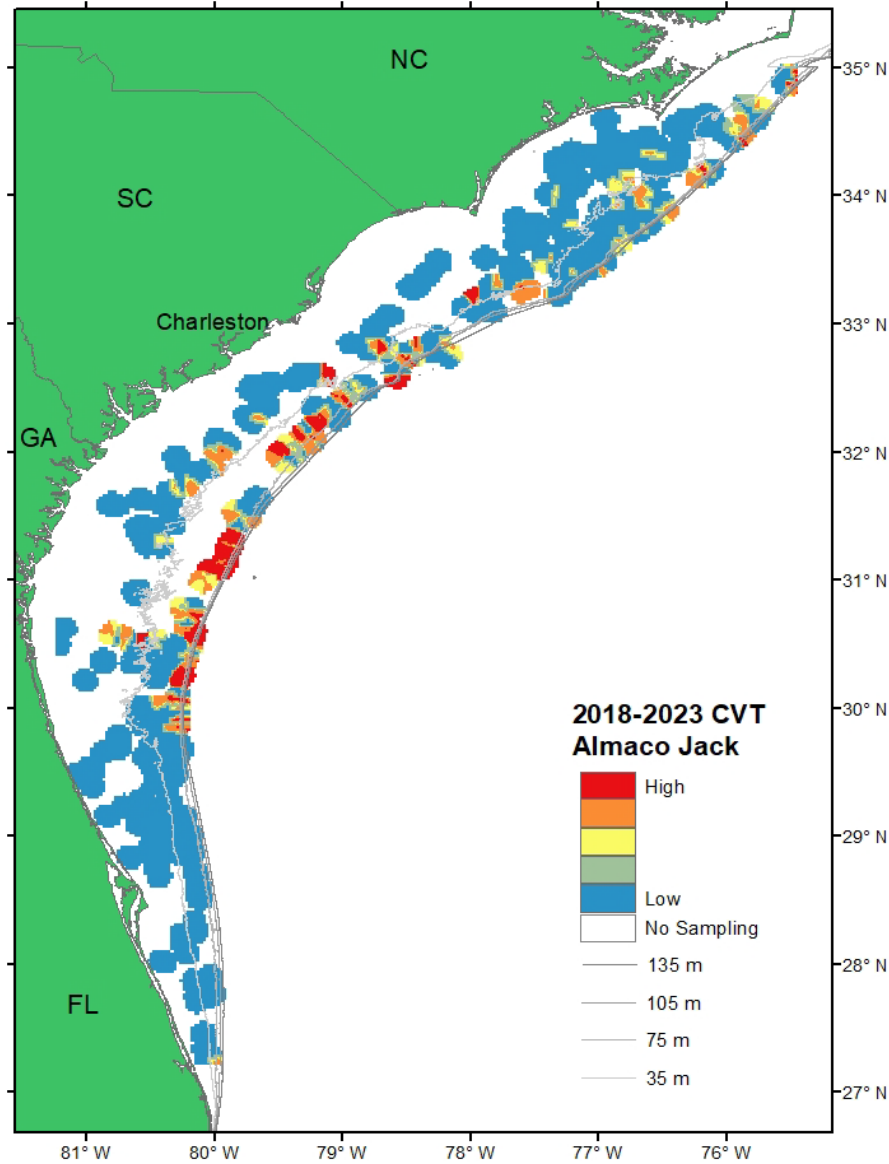 NC
35° N
SC
34° N
Charleston
33° N
GA
32° N
31° N
30° N
2018-2023 CVT
Almaco Jack
High
Low
No Sampling
135 m
105 m
75 m
35 m
29° N
28° N
FL
27° N
81° W
80° W
79° W
78° W
77° W
76° W